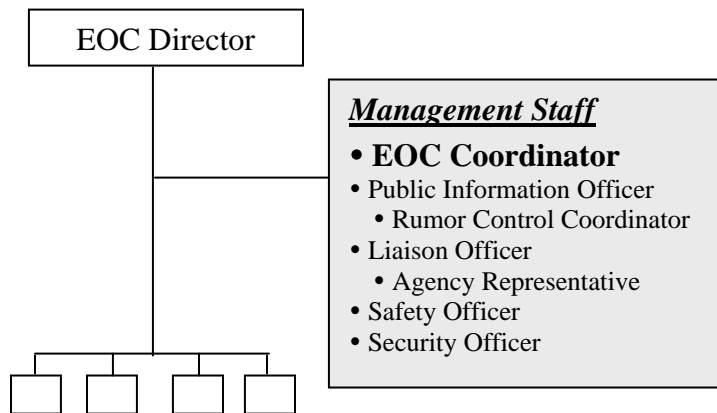 EOC Director
Management Staff
• EOC Coordinator
• Public Information Officer
• Rumor Control Coordinator
• Liaison Officer
• Agency Representative
• Safety Officer
• Security Officer